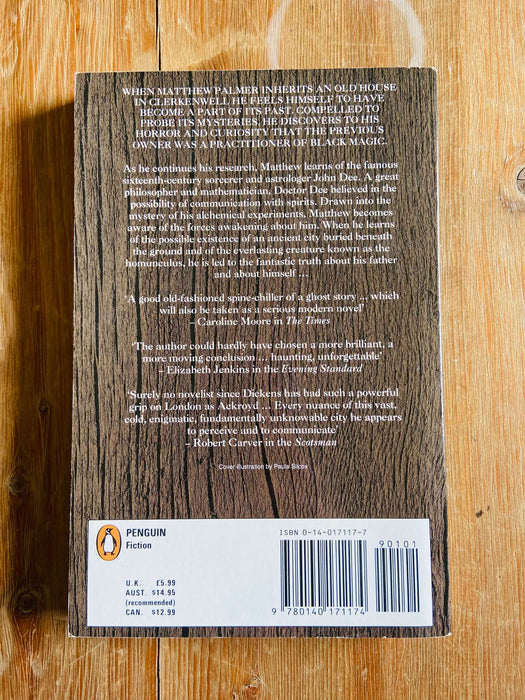 WHEN MATTHEW PALMER INHERITS AN OLD HOUSE
IN CLERKENWELL HE FEELS HIMSELF TO HAVE
BECOME A PART OF ITS PAST. COMPELLED TO
PROBE ITS MYSTERIES, HE DISCOVERS TO HIS
HORROR AND CURIOSITY THAT THE PREVIOUS
OWNER WAS A PRACTITIONER OF BLACK MAGIC.
As he continues his research, Matthew learns of the famous
sixteenth-century sorcerer and astrologer John Dee. A great
philosopher and mathematician, Doctor Dee believed in the
possibility of communication with spirits. Drawn into the
mystery of his alchemical experiments, Matthew becomes
aware of the forces awakening about him. When he learns
of the possible existence of an ancient city buried beneath
the ground and of the everlasting creature known as the
homunculus, he is led to the fantastic truth about his father
and about himself ...
‘A good old-fashioned spine-chiller of a ghost story ... which
will also be taken as a serious modern novel’
– Caroline Moore in The Times
‘The author could hardly have chosen a more brilliant, a
more moving conclusion ... haunting, unforgettable’
– Elizabeth Jenkins in the Evening Standard
‘Surely no novelist since Dickens has had such a powerful
grip on London as Ackroyd ... Every nuance of this vast,
cold, enigmatic, fundamentally unknowable city he appears
to perceive and to communicate’
– Robert Carver in the Scotsman
Cover illustration by Paula Silcox
PENGUIN
Fiction
U.K. £5.99
AUST. $14.95
(recommended)
CAN. $12.99
ISBN 0-14-017117-7
90101
9 780140 171174